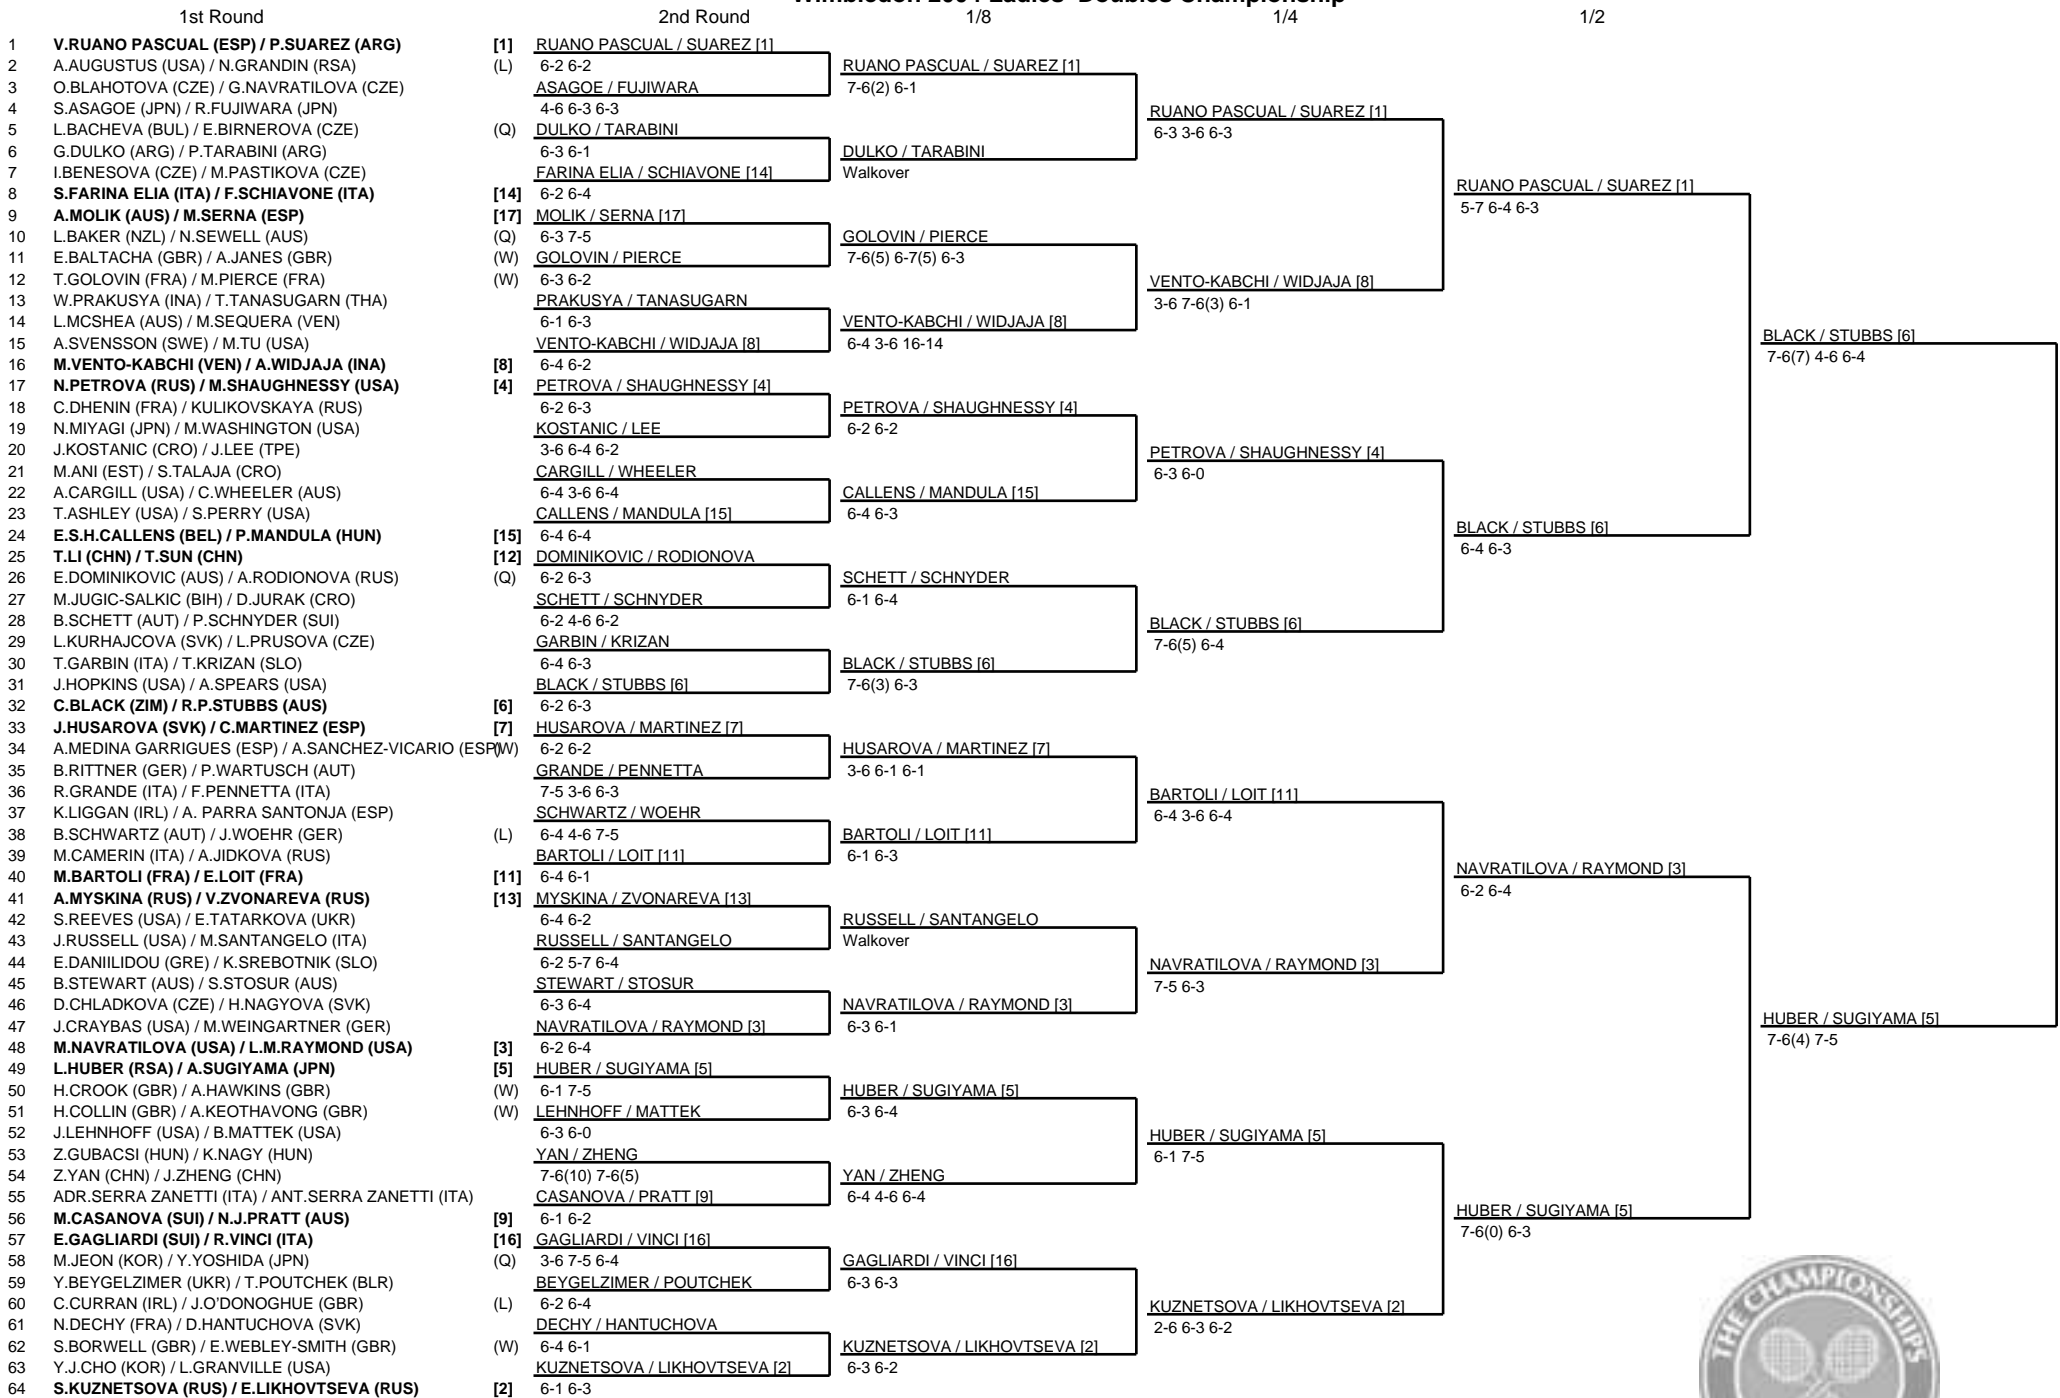 Wimbledon 2004 Ladies' Doubles Championship
1st Round
1 V.RUANO PASCUAL (ESP) / P.SUAREZ (ARG) [1]
2 A.AUGUSTUS (USA) / N.GRANDIN (RSA) (L)
3 O.BLAHOTOVA (CZE) / G.NAVRATILOVA (CZE)
4 S.ASAGOE (JPN) / R.FUJIWARA (JPN)
5 L.BACHEVA (BUL) / E.BIRNEROVA (CZE) (Q)
6 G.DULKO (ARG) / P.TARABINI (ARG)
7 I.BENESOVA (CZE) / M.PASTIKOVA (CZE)
8 S.FARINA ELIA (ITA) / F.SCHIAVONE (ITA) [14]
9 A.MOLIK (AUS) / M.SERNA (ESP) [17]
10 L.BAKER (NZL) / N.SEWELL (AUS) (Q)
11 E.BALTACHA (GBR) / A.JANES (GBR) (W)
12 T.GOLOVIN (FRA) / M.PIERCE (FRA) (W)
13 W.PRAKUSYA (INA) / T.TANASUGARN (THA)
14 L.MCSHEA (AUS) / M.SEQUERA (VEN)
15 A.SVENSSON (SWE) / M.TU (USA)
16 M.VENTO-KABCHI (VEN) / A.WIDJAJA (INA) [8]
17 N.PETROVA (RUS) / M.SHAUGHNESSY (USA) [4]
18 C.DHENIN (FRA) / KULIKOVSKAYA (RUS)
19 N.MIYAGI (JPN) / M.WASHINGTON (USA)
20 J.KOSTANIC (CRO) / J.LEE (TPE)
21 M.ANI (EST) / S.TALAJA (CRO)
22 A.CARGILL (USA) / C.WHEELER (AUS)
23 T.ASHLEY (USA) / S.PERRY (USA)
24 E.S.H.CALLENS (BEL) / P.MANDULA (HUN) [15]
25 T.LI (CHN) / T.SUN (CHN) [12]
26 E.DOMINIKOVIC (AUS) / A.RODIONOVA (RUS) (Q)
27 M.JUGIC-SALKIC (BIH) / D.JURAK (CRO)
28 B.SCHETT (AUT) / P.SCHNYDER (SUI)
29 L.KURHAJCOVA (SVK) / L.PRUSOVA (CZE)
30 T.GARBIN (ITA) / T.KRIZAN (SLO)
31 J.HOPKINS (USA) / A.SPEARS (USA)
32 C.BLACK (ZIM) / R.P.STUBBS (AUS) [6]
33 J.HUSAROVA (SVK) / C.MARTINEZ (ESP) [7]
34 A.MEDINA GARRIGUES (ESP) / A.SANCHEZ-VICARIO (ESP) (W)
35 B.RITTNER (GER) / P.WARTUSCH (AUT)
36 R.GRANDE (ITA) / F.PENNETTA (ITA)
37 K.LIGGAN (IRL) / A. PARRA SANTONJA (ESP)
38 B.SCHWARTZ (AUT) / J.WOEHR (GER) (L)
39 M.CAMERIN (ITA) / A.JIDKOVA (RUS)
40 M.BARTOLI (FRA) / E.LOIT (FRA) [11]
41 A.MYSKINA (RUS) / V.ZVONAREVA (RUS) [13]
42 S.REEVES (USA) / E.TATARKOVA (UKR)
43 J.RUSSELL (USA) / M.SANTANGELO (ITA)
44 E.DANIILIDOU (GRE) / K.SREBOTNIK (SLO)
45 B.STEWART (AUS) / S.STOSUR (AUS)
46 D.CHLADKOVA (CZE) / H.NAGYOVA (SVK)
47 J.CRAYBAS (USA) / M.WEINGARTNER (GER)
48 M.NAVRATILOVA (USA) / L.M.RAYMOND (USA) [3]
49 L.HUBER (RSA) / A.SUGIYAMA (JPN) [5]
50 H.CROOK (GBR) / A.HAWKINS (GBR) (W)
51 H.COLLIN (GBR) / A.KEOTHAVONG (GBR) (W)
52 J.LEHNHOFF (USA) / B.MATTEK (USA)
53 Z.GUBACSI (HUN) / K.NAGY (HUN)
54 Z.YAN (CHN) / J.ZHENG (CHN)
55 ADR.SERRA ZANETTI (ITA) / ANT.SERRA ZANETTI (ITA)
56 M.CASANOVA (SUI) / N.J.PRATT (AUS) [9]
57 E.GAGLIARDI (SUI) / R.VINCI (ITA) [16]
58 M.JEON (KOR) / Y.YOSHIDA (JPN) (Q)
59 Y.BEYGELZIMER (UKR) / T.POUTCHEK (BLR)
60 C.CURRAN (IRL) / J.O'DONOGHUE (GBR) (L)
61 N.DECHY (FRA) / D.HANTUCHOVA (SVK)
62 S.BORWELL (GBR) / E.WEBLEY-SMITH (GBR) (W)
63 Y.J.CHO (KOR) / L.GRANVILLE (USA)
64 S.KUZNETSOVA (RUS) / E.LIKHOVTSEVA (RUS) [2]
2nd Round
RUANO PASCUAL / SUAREZ [1]
6-2 6-2
ASAGOE / FUJIWARA
4-6 6-3 6-3
DULKO / TARABINI
6-3 6-1
FARINA ELIA / SCHIAVONE [14]
6-2 6-4
MOLIK / SERNA [17]
6-3 7-5
GOLOVIN / PIERCE
6-3 6-2
PRAKUSYA / TANASUGARN
6-1 6-3
VENTO-KABCHI / WIDJAJA [8]
6-4 6-2
PETROVA / SHAUGHNESSY [4]
6-2 6-3
KOSTANIC / LEE
3-6 6-4 6-2
CARGILL / WHEELER
6-4 3-6 6-4
CALLENS / MANDULA [15]
6-4 6-4
DOMINIKOVIC / RODIONOVA
6-2 6-3
SCHETT / SCHNYDER
6-2 4-6 6-2
GARBIN / KRIZAN
6-4 6-3
BLACK / STUBBS [6]
6-2 6-3
HUSAROVA / MARTINEZ [7]
6-2 6-2
GRANDE / PENNETTA
7-5 3-6 6-3
SCHWARTZ / WOEHR
6-4 4-6 7-5
BARTOLI / LOIT [11]
6-4 6-1
MYSKINA / ZVONAREVA [13]
6-4 6-2
RUSSELL / SANTANGELO
6-2 5-7 6-4
STEWART / STOSUR
6-3 6-4
NAVRATILOVA / RAYMOND [3]
6-2 6-4
HUBER / SUGIYAMA [5]
6-1 7-5
LEHNHOFF / MATTEK
6-3 6-0
YAN / ZHENG
7-6(10) 7-6(5)
CASANOVA / PRATT [9]
6-1 6-2
GAGLIARDI / VINCI [16]
3-6 7-5 6-4
BEYGELZIMER / POUTCHEK
6-2 6-4
DECHY / HANTUCHOVA
6-4 6-1
KUZNETSOVA / LIKHOVTSEVA [2]
6-1 6-3
1/8
RUANO PASCUAL / SUAREZ [1]
7-6(2) 6-1
DULKO / TARABINI
Walkover
GOLOVIN / PIERCE
7-6(5) 6-7(5) 6-3
VENTO-KABCHI / WIDJAJA [8]
6-4 3-6 16-14
PETROVA / SHAUGHNESSY [4]
6-2 6-2
CALLENS / MANDULA [15]
6-4 6-3
SCHETT / SCHNYDER
6-1 6-4
BLACK / STUBBS [6]
7-6(3) 6-3
HUSAROVA / MARTINEZ [7]
3-6 6-1 6-1
BARTOLI / LOIT [11]
6-1 6-3
RUSSELL / SANTANGELO
Walkover
NAVRATILOVA / RAYMOND [3]
6-3 6-1
HUBER / SUGIYAMA [5]
6-3 6-4
YAN / ZHENG
6-4 4-6 6-4
GAGLIARDI / VINCI [16]
6-3 6-3
KUZNETSOVA / LIKHOVTSEVA [2]
6-3 6-2
1/4
RUANO PASCUAL / SUAREZ [1]
6-3 3-6 6-3
VENTO-KABCHI / WIDJAJA [8]
3-6 7-6(3) 6-1
PETROVA / SHAUGHNESSY [4]
6-3 6-0
BLACK / STUBBS [6]
7-6(5) 6-4
BARTOLI / LOIT [11]
6-4 3-6 6-4
NAVRATILOVA / RAYMOND [3]
7-5 6-3
HUBER / SUGIYAMA [5]
6-1 7-5
KUZNETSOVA / LIKHOVTSEVA [2]
2-6 6-3 6-2
1/2
RUANO PASCUAL / SUAREZ [1]
5-7 6-4 6-3
BLACK / STUBBS [6]
6-4 6-3
NAVRATILOVA / RAYMOND [3]
6-2 6-4
HUBER / SUGIYAMA [5]
7-6(0) 6-3
BLACK / STUBBS [6]
7-6(7) 4-6 6-4
HUBER / SUGIYAMA [5]
7-6(4) 7-5
THE CHAMPIONSHIPS